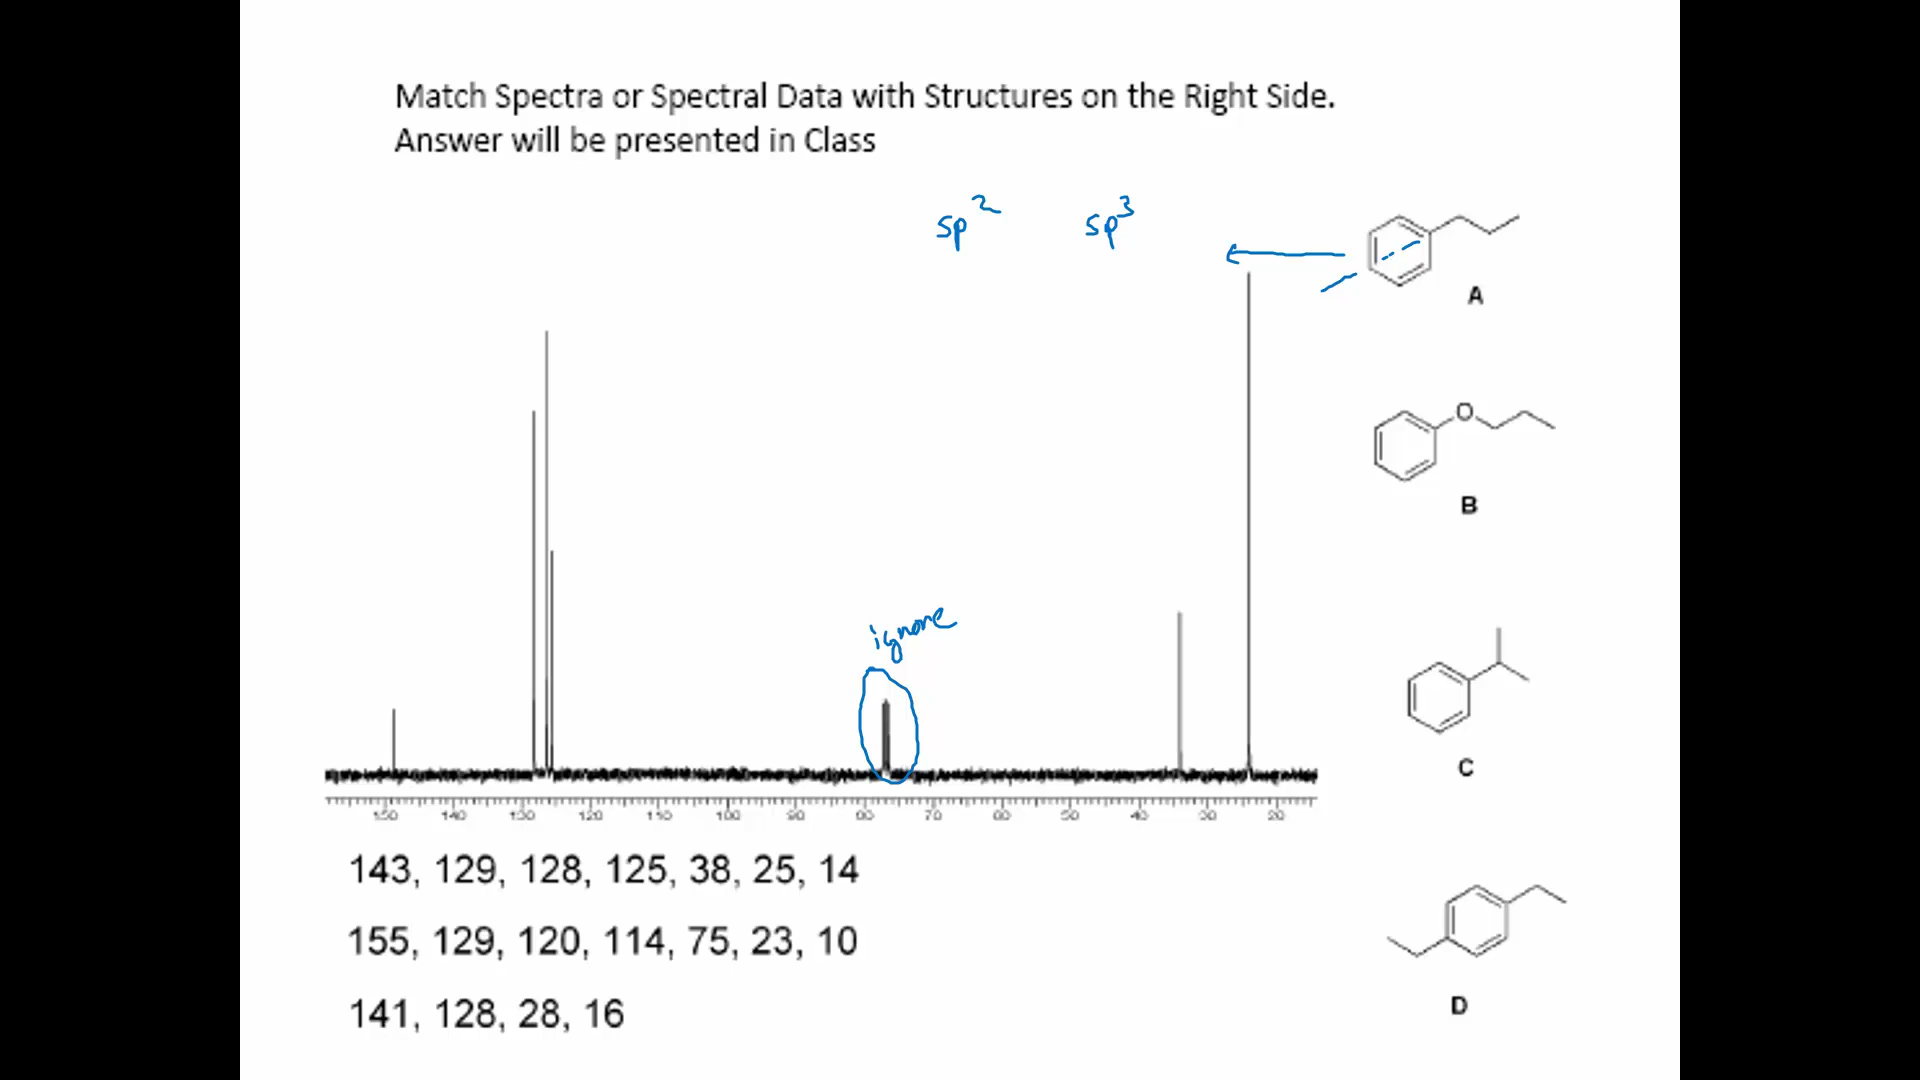 Match Spectra or Spectral Data with Structures on the Right Side.
Answer will be presented in Class
sp² sp³
A
O
B
ignore
C
150 140 130 120 110 100 90 80 70 60 50 40 30 20
143, 129, 128, 125, 38, 25, 14
155, 129, 120, 114, 75, 23, 10
141, 128, 28, 16
D